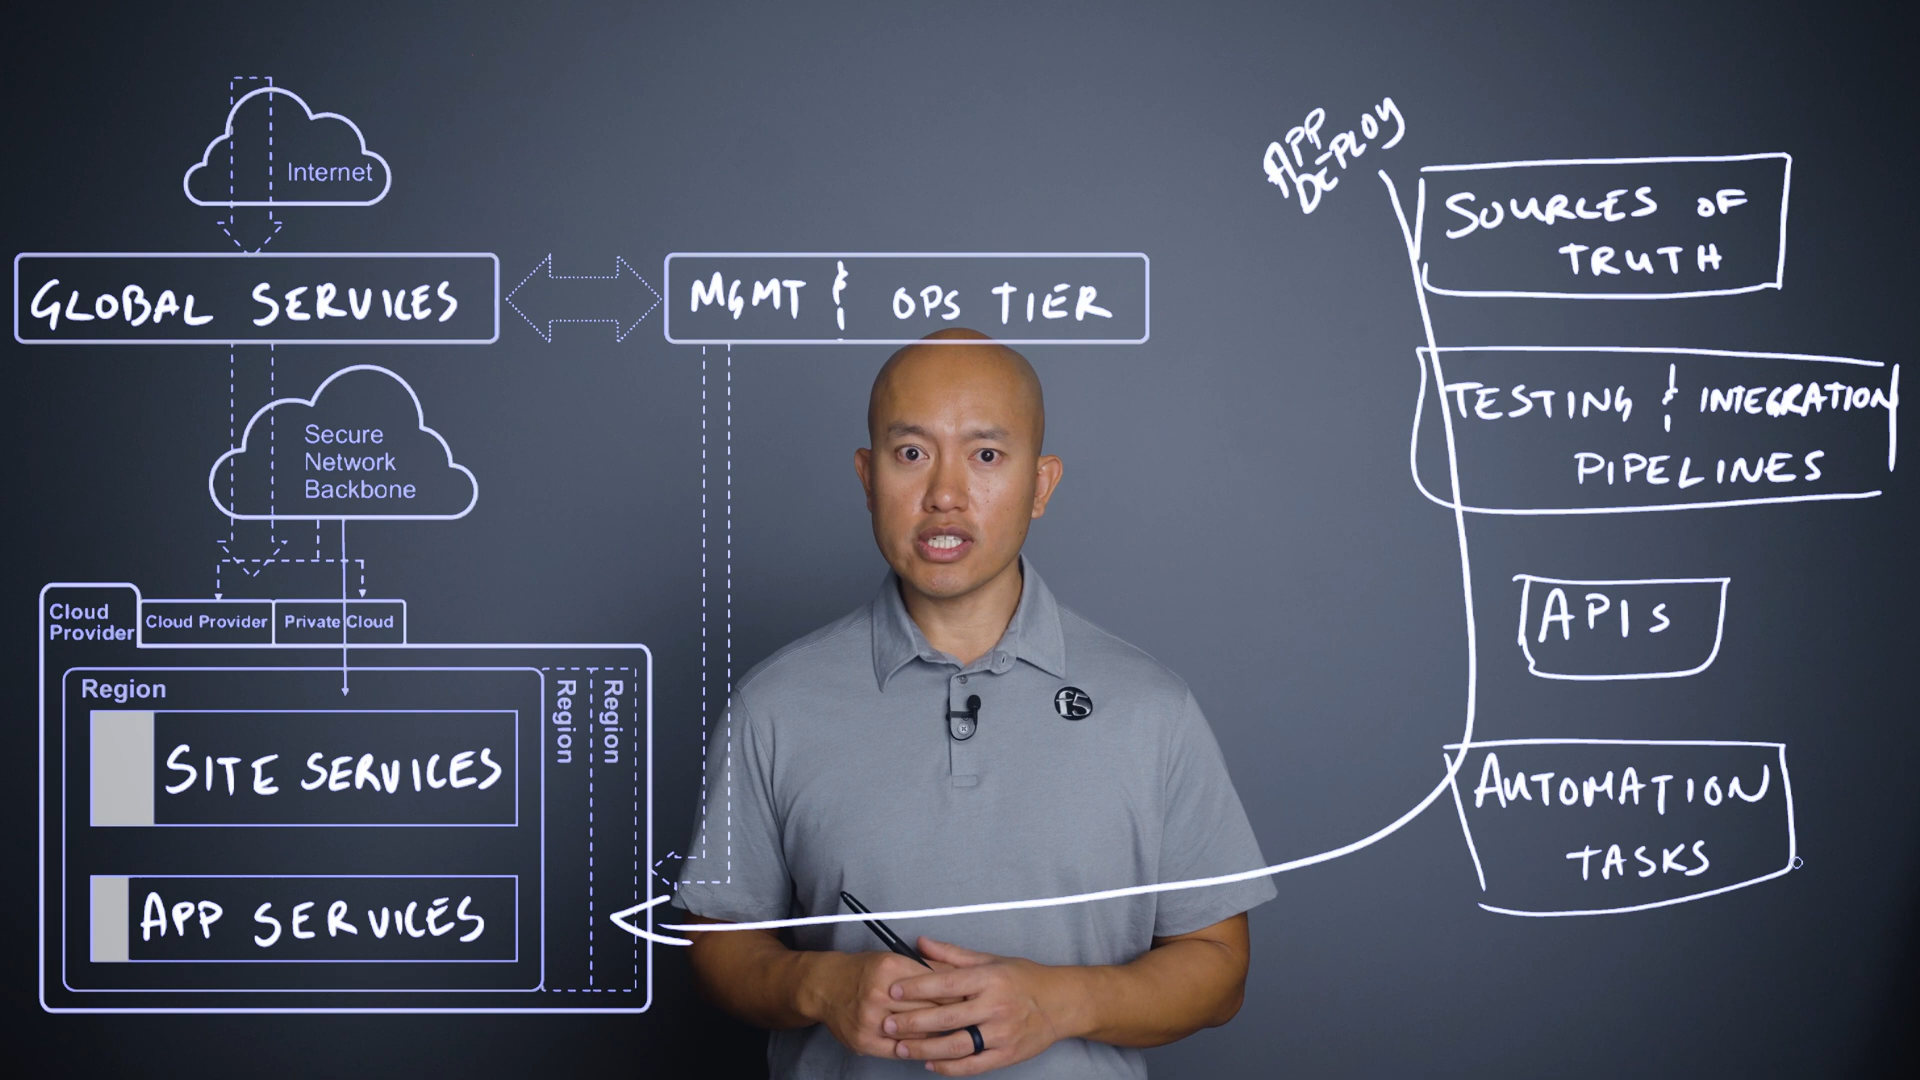 Internet
GLOBAL SERVICES
MGMT & OPS TIER
Secure
Network
Backbone
Cloud
Provider
Cloud Provider
Private Cloud
Region
Region
Region
SITE SERVICES
APP SERVICES
f5
APP
DEPLOY
SOURCES OF
TRUTH
TESTING & INTEGRATION
PIPELINES
APIs
AUTOMATION
TASKS